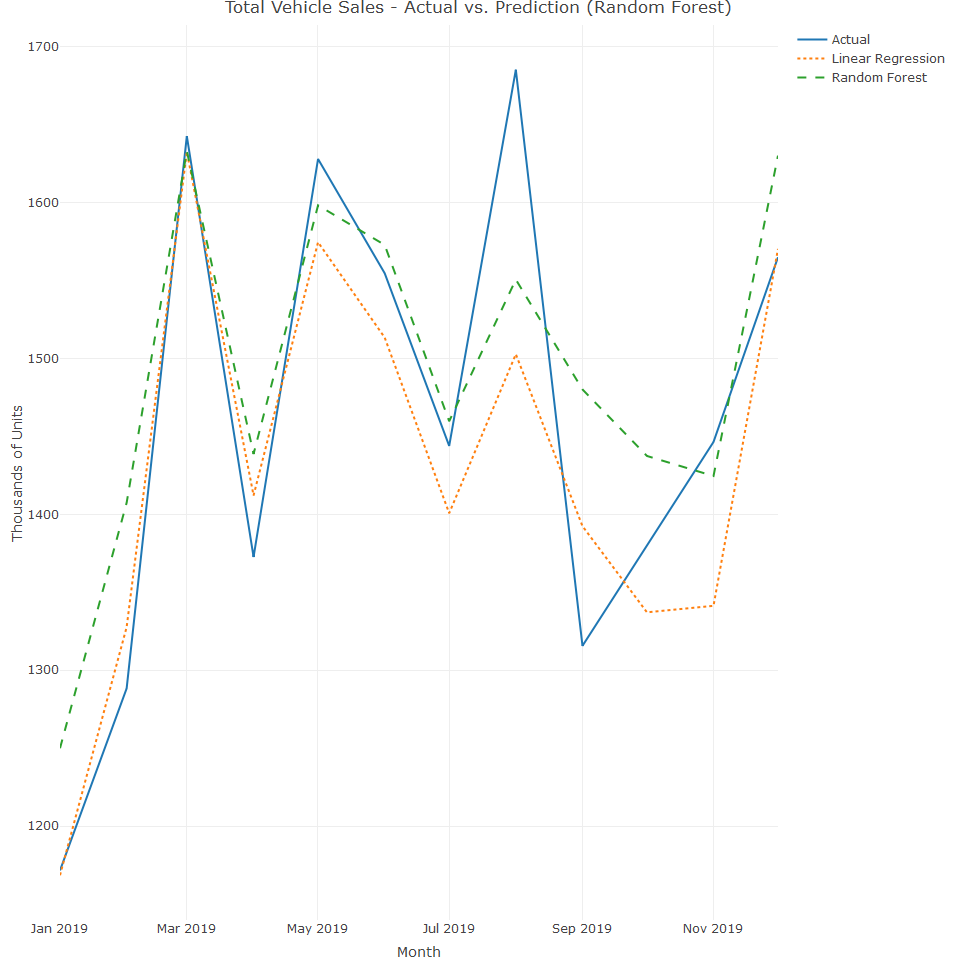 Total Vehicle Sales - Actual vs. Prediction (Random Forest)
Actual
Linear Regression
Random Forest
1700
1600
1500
1400
1300
1200
Thousands of Units
Jan 2019
Mar 2019
May 2019
Jul 2019
Sep 2019
Nov 2019
Month